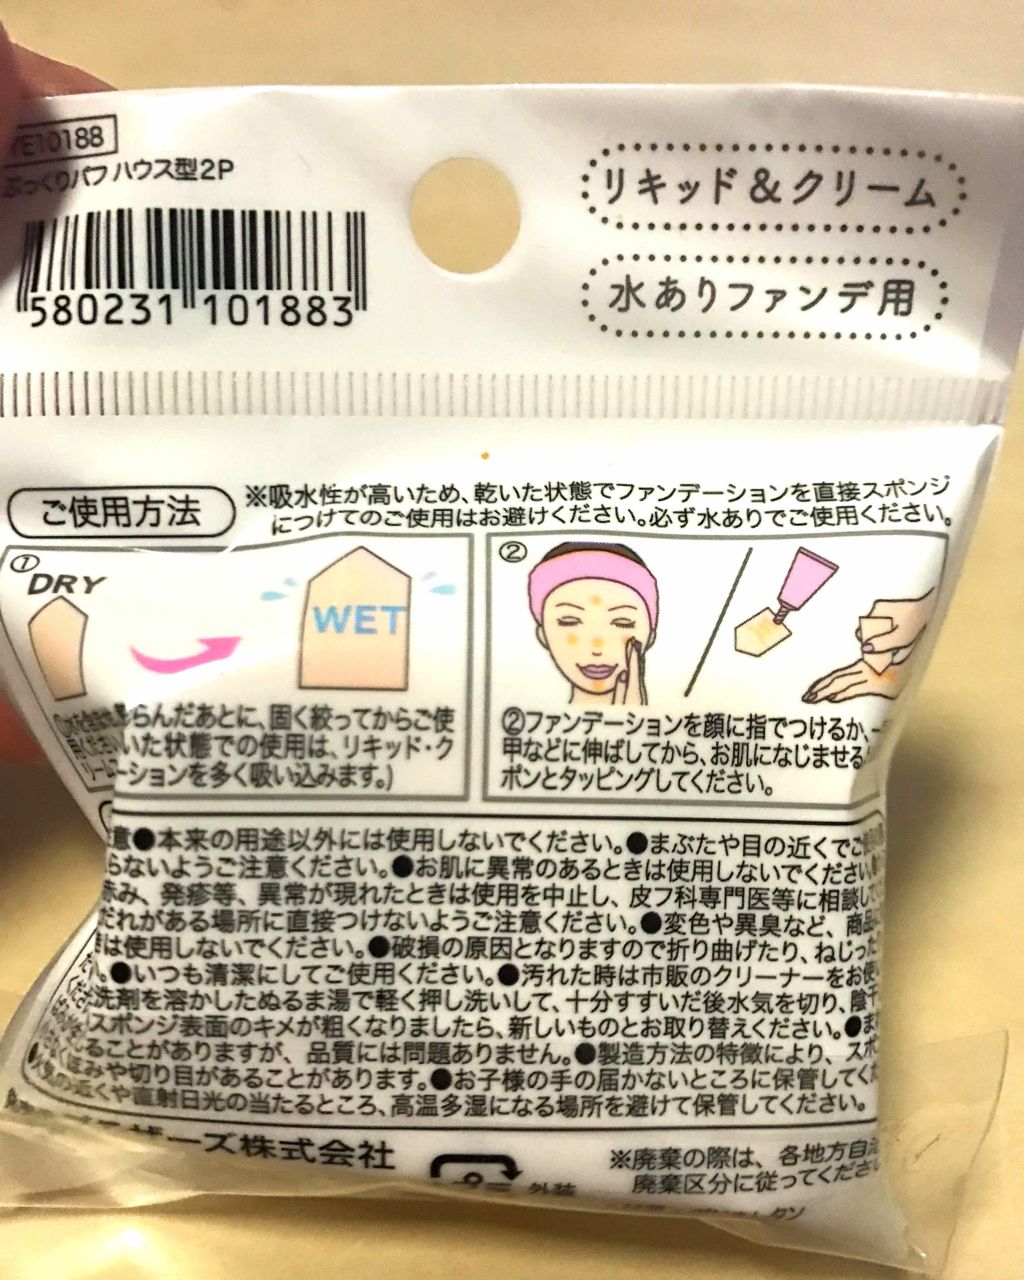 YE10188
ぷっくりパフ ハウス型2P
580231 101883
リキッド&クリーム
水ありファンデ用
ご使用方法
※吸水性が高いため、乾いた状態でファンデーションを直接スポンジ
につけてのご使用はお避けください。必ず水ありでご使用ください。
①
DRY
WET
らんだあとに、固く絞ってからご使
いた状態での使用は、リキッド・ク
ーションを多く吸い込みます。)
②
②ファンデーションを顔に指でつけるか、
甲などに伸ばしてから、お肌になじませる
ポンとタッピングしてください。
意●本来の用途以外には使用しないでください。●まぶたや目の近くでご使用の
らないようご注意ください。●お肌に異常のあるときは使用しないでください。
赤み、発疹等、異常が現れたときは使用を中止し、皮フ科専門医等に相談して
だれがある場所に直接つけないようご注意ください。●変色や異臭など、商品
は使用しないでください。●破損の原因となりますので折り曲げたり、ねじった
。●いつも清潔にしてご使用ください。●汚れた時は市販のクリーナーをお使い
洗剤を溶かしたぬるま湯で軽く押し洗いして、十分すすいだ後水気を切り、陰干
スポンジ表面のキメが粗くなりましたら、新しいものとお取り替えください。●ま
ることがありますが、品質には問題ありません。●製造方法の特徴により、スポ
くぼみや切り目があることがあります。●お子様の手の届かないところに保管してくだ
の近くや直射日光の当たるところ、高温多湿になる場所を避けて保管してください。
ザーズ株式会社
外装
※廃棄の際は、各地方自治
廃棄区分に従ってくださ